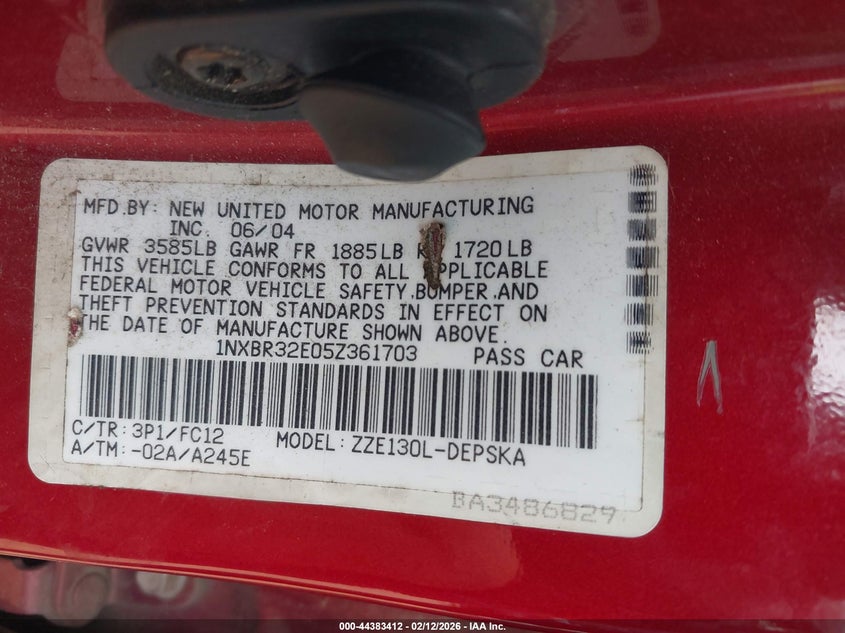 MFD.BY: NEW UNITED MOTOR MANUFACTURING
INC. 06/04
GVWR 3585LB GAWR FR 1885LB 1720LB
THIS VEHICLE CONFORMS TO ALL APPLICABLE
FEDERAL MOTOR VEHICLE SAFETY,BUMPER,AND
THEFT PREVENTION STANDARDS IN EFFECT ON
THE DATE OF MANUFACTURE SHOWN ABOVE.
1NXBR32E05Z361703 PASS CAR
C/TR: 3P1/FC12 MODEL: ZZE130L-DEPSKA
A/TM: -02A/A245E
BA3486829
000-44383412 - 02/12/2026 - IAA Inc.